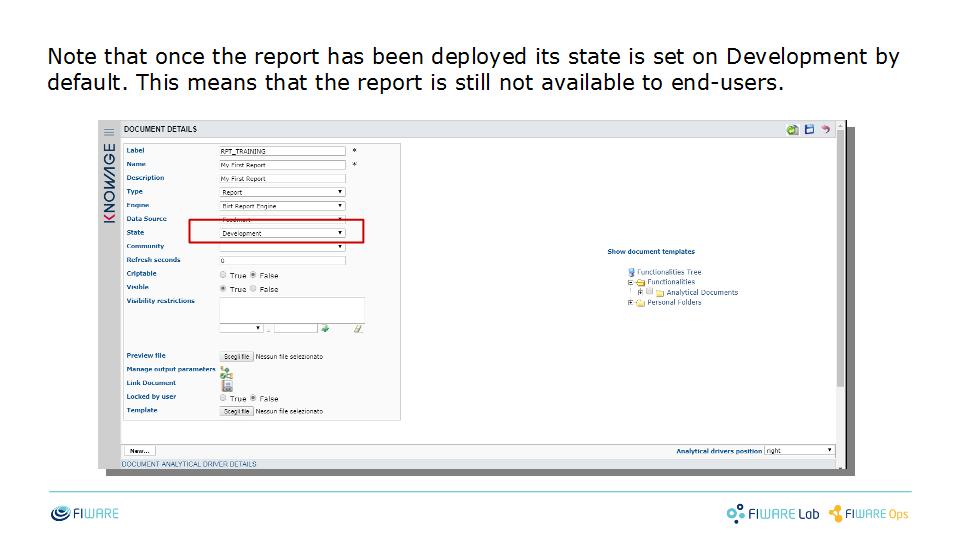 Note that once the report has been deployed its state is set on Development by
default. This means that the report is still not available to end-users.
KNOWAGE
DOCUMENT DETAILS
Label RPT_TRAINING *
Name My First Report *
Description My First Report
Type Report
Engine Birt Report Engine
Data Source Foodmart
State Development
Community
Refresh seconds 0
Criptable True False
Visible True False
Visibility restrictions
=
Preview file Scegli file Nessun file selezionato
Manage output parameters
Link Document
Locked by user True False
Template Scegli file Nessun file selezionato
Show document templates
Functionalities Tree
Functionalities
Analytical Documents
Personal Folders
New...
Analytical drivers position right
DOCUMENT ANALYTICAL DRIVER DETAILS
FIWARE
FIWARE Lab
FIWARE Ops